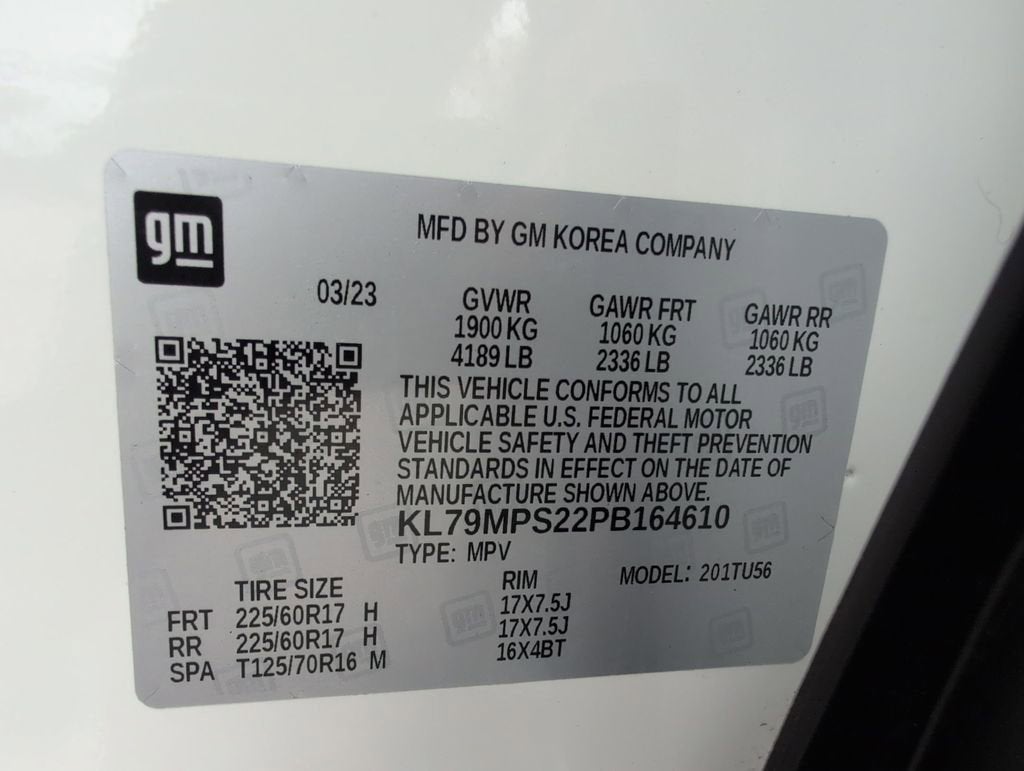 gm
MFD BY GM KOREA COMPANY
03/23
GVWR GAWR FRT GAWR RR
1900 KG 1060 KG 1060 KG
4189 LB 2336 LB 2336 LB
THIS VEHICLE CONFORMS TO ALL
APPLICABLE U.S. FEDERAL MOTOR
VEHICLE SAFETY AND THEFT PREVENTION
STANDARDS IN EFFECT ON THE DATE OF
MANUFACTURE SHOWN ABOVE.
KL79MPS22PB164610
TYPE: MPV MODEL: 201TU56
TIRE SIZE RIM
FRT 225/60R17 H 17X7.5J
RR 225/60R17 H 17X7.5J
SPA T125/70R16 M 16X4BT